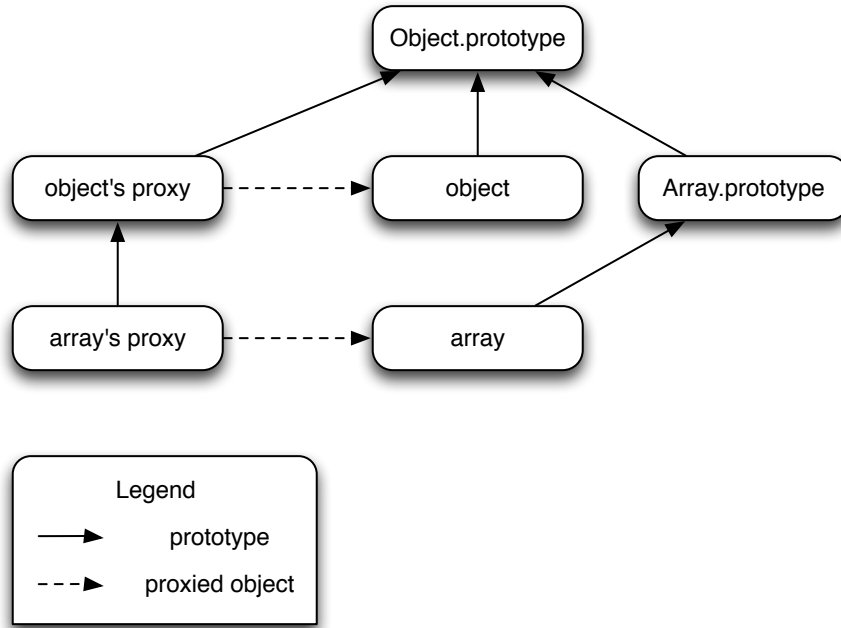 Object.prototype
object's proxy
object
Array.prototype
array's proxy
array
Legend
prototype
proxied object